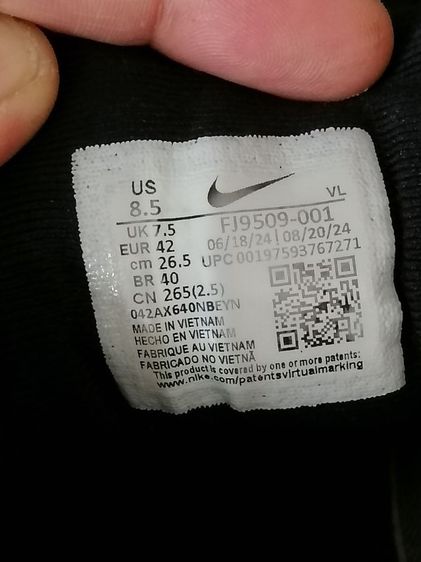 US
8.5
VL
UK 7.5
FJ9509-001
EUR 42
06/18/24 | 08/20/24
cm 26.5
UPC 00197593767271
BR 40
CN 265(2.5)
042AX640NBEYN
MADE IN VIETNAM
HECHO EN VIETNAM
FABRIQUE AU VIETNAM
FABRICADO NO VIETNÃ
This product is covered by one or more patents:
www.nike.com/patentsvirtualmarking